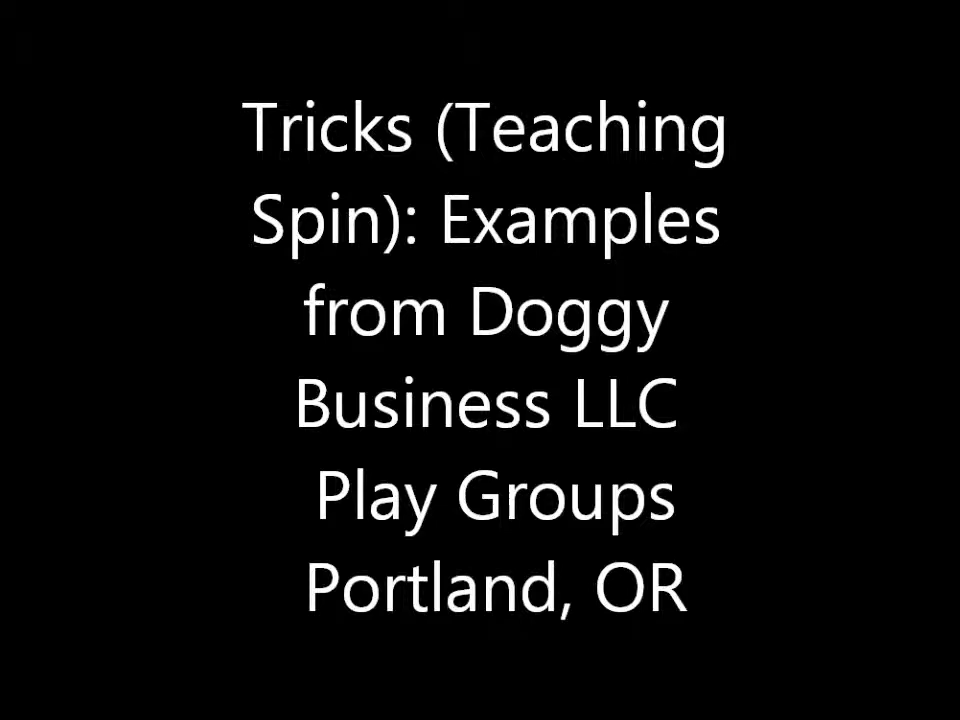 Tricks (Teaching
Spin): Examples
from Doggy
Business LLC
Play Groups
Portland, OR